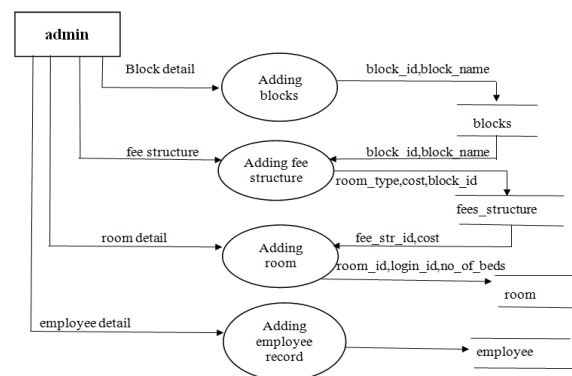 admin
Block detail
Adding
blocks
block_id,block_name
blocks
fee structure
Adding fee
structure
block_id,block_name
room_type,cost,block_id
fees_structure
room detail
Adding
room
fee_str_id,cost
room_id,login_id,no_of_beds
room
employee detail
Adding
employee
record
employee